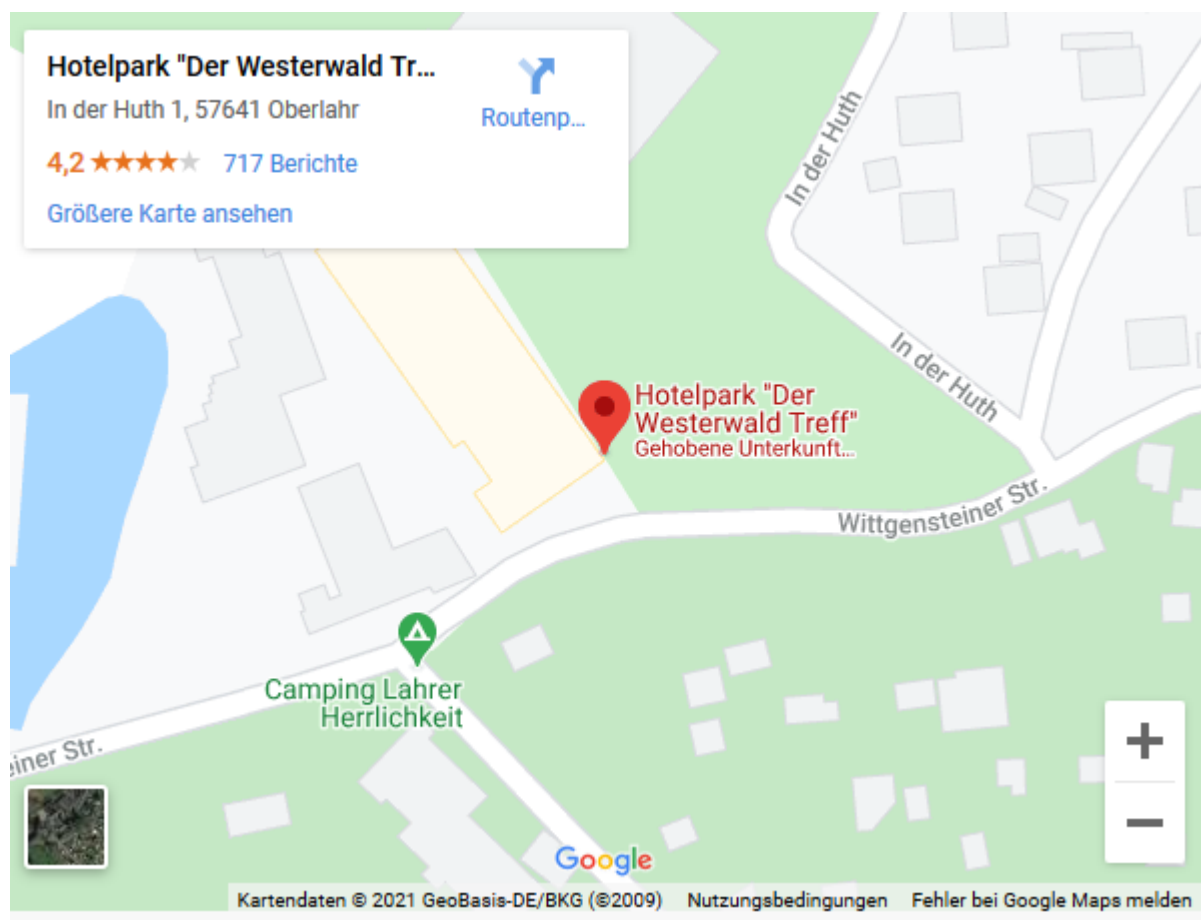 Hotelpark "Der Westerwald Tr...
In der Huth 1, 57641 Oberlahr
Routenp...
4,2
717 Berichte
Größere Karte ansehen
In der Huth
In der Huth
Hotelpark "Der
Westerwald Treff"
Gehobene Unterkunft...
Wittgensteiner Str.
Camping Lahrer
Herrlichkeit
einer Str.
Google
Kartendaten © 2021 GeoBasis-DE/BKG (©2009)
Nutzungsbedingungen
Fehler bei Google Maps melden